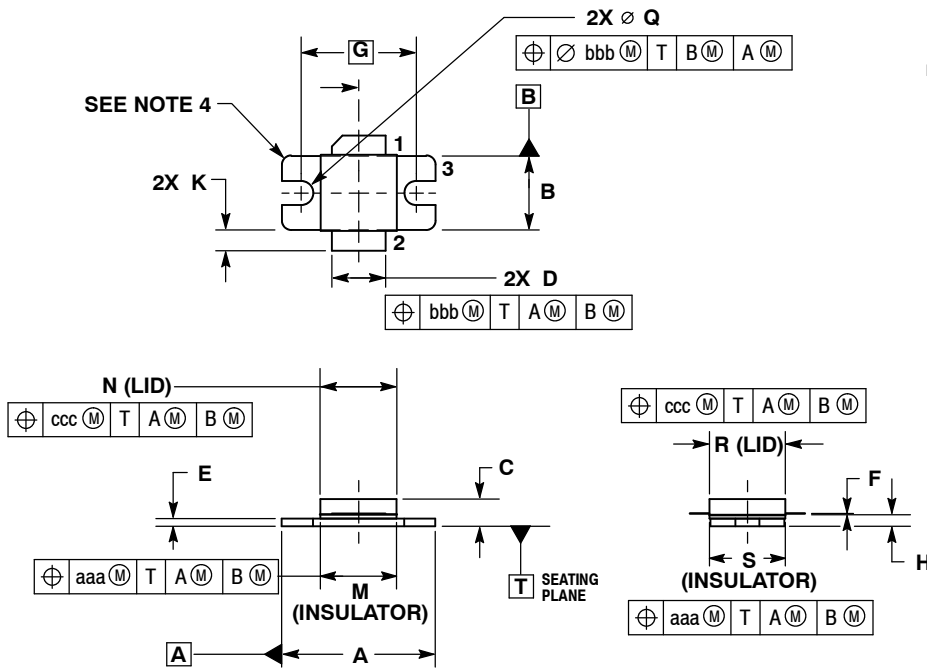 2X ⌀ Q
G
⌖ ⌀ bbb Ⓜ T B Ⓜ A Ⓜ
SEE NOTE 4
B
1
3
2X K
B
2
2X D
⌖ bbb Ⓜ T A Ⓜ B Ⓜ
N (LID)
⌖ ccc Ⓜ T A Ⓜ B Ⓜ
⌖ ccc Ⓜ T A Ⓜ B Ⓜ
R (LID)
E
C
F
H
⌖ aaa Ⓜ T A Ⓜ B Ⓜ
M
(INSULATOR)
T
SEATING
PLANE
S
(INSULATOR)
⌖ aaa Ⓜ T A Ⓜ B Ⓜ
A
A